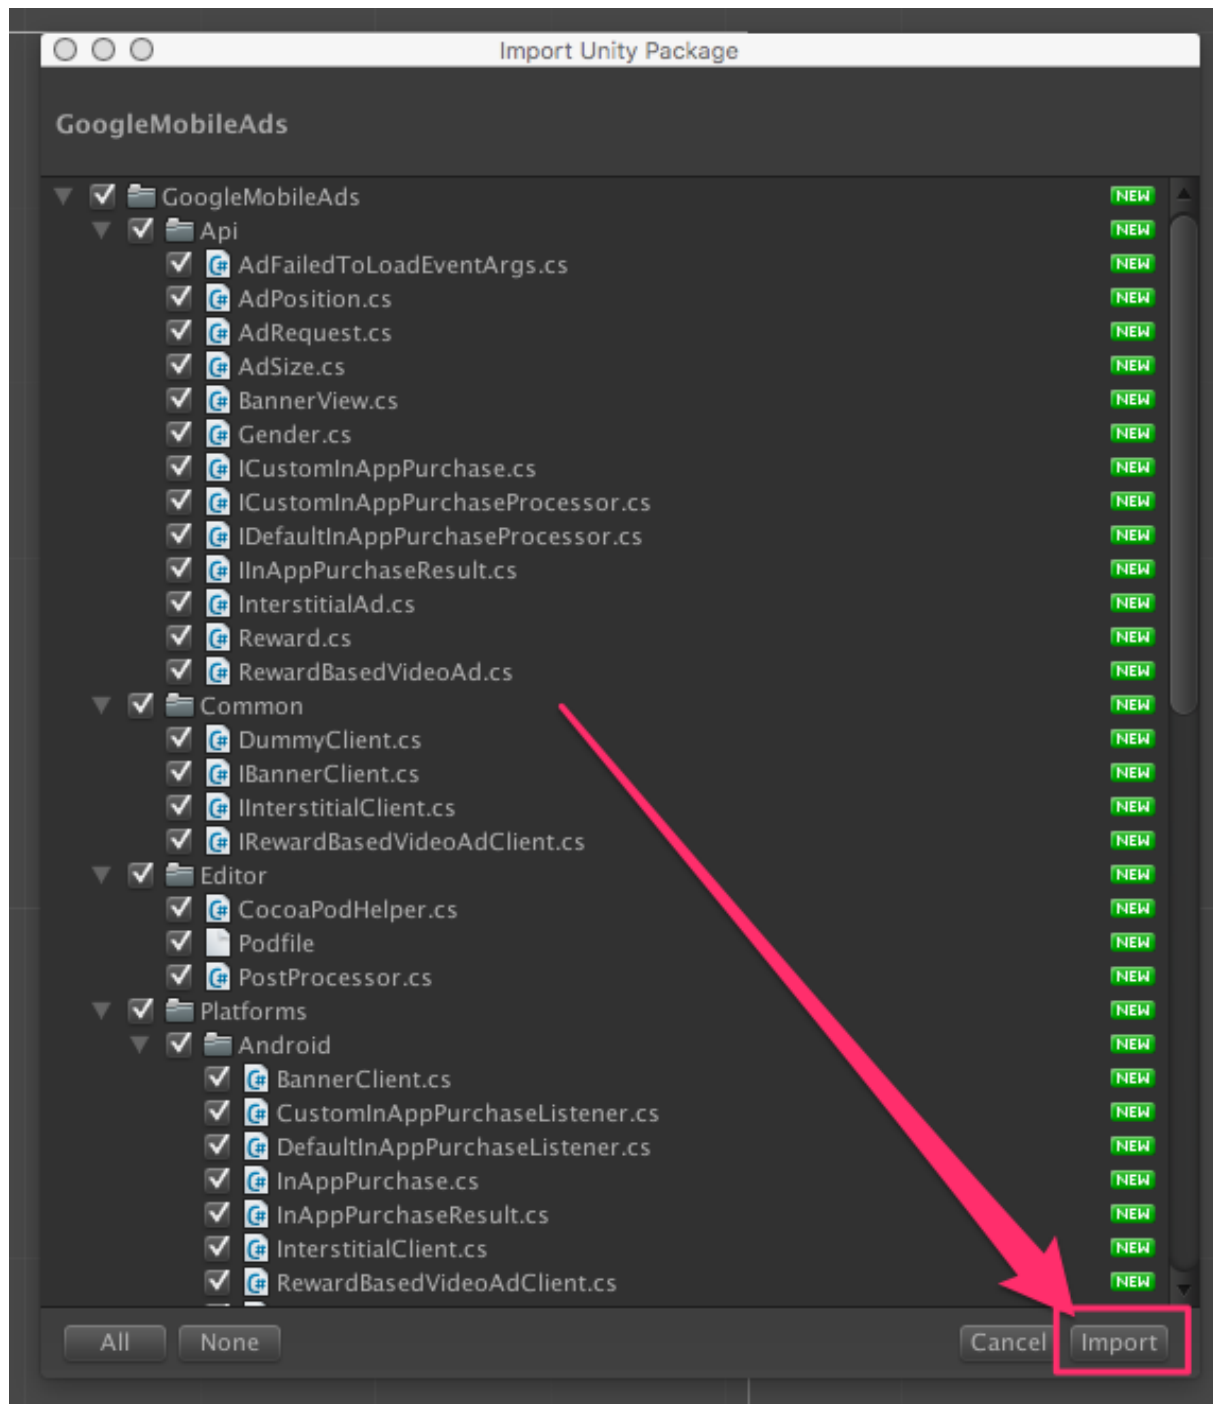 Import Unity Package
GoogleMobileAds
GoogleMobileAds NEW
Api NEW
AdFailedToLoadEventArgs.cs NEW
AdPosition.cs NEW
AdRequest.cs NEW
AdSize.cs NEW
BannerView.cs NEW
Gender.cs NEW
ICustomInAppPurchase.cs NEW
ICustomInAppPurchaseProcessor.cs NEW
IDefaultInAppPurchaseProcessor.cs NEW
IInAppPurchaseResult.cs NEW
InterstitialAd.cs NEW
Reward.cs NEW
RewardBasedVideoAd.cs NEW
Common NEW
DummyClient.cs NEW
IBannerClient.cs NEW
IInterstitialClient.cs NEW
IRewardBasedVideoAdClient.cs NEW
Editor NEW
CocoaPodHelper.cs NEW
Podfile NEW
PostProcessor.cs NEW
Platforms NEW
Android NEW
BannerClient.cs NEW
CustomInAppPurchaseListener.cs NEW
DefaultInAppPurchaseListener.cs NEW
InAppPurchase.cs NEW
InAppPurchaseResult.cs NEW
InterstitialClient.cs NEW
RewardBasedVideoAdClient.cs NEW
All None Cancel Import